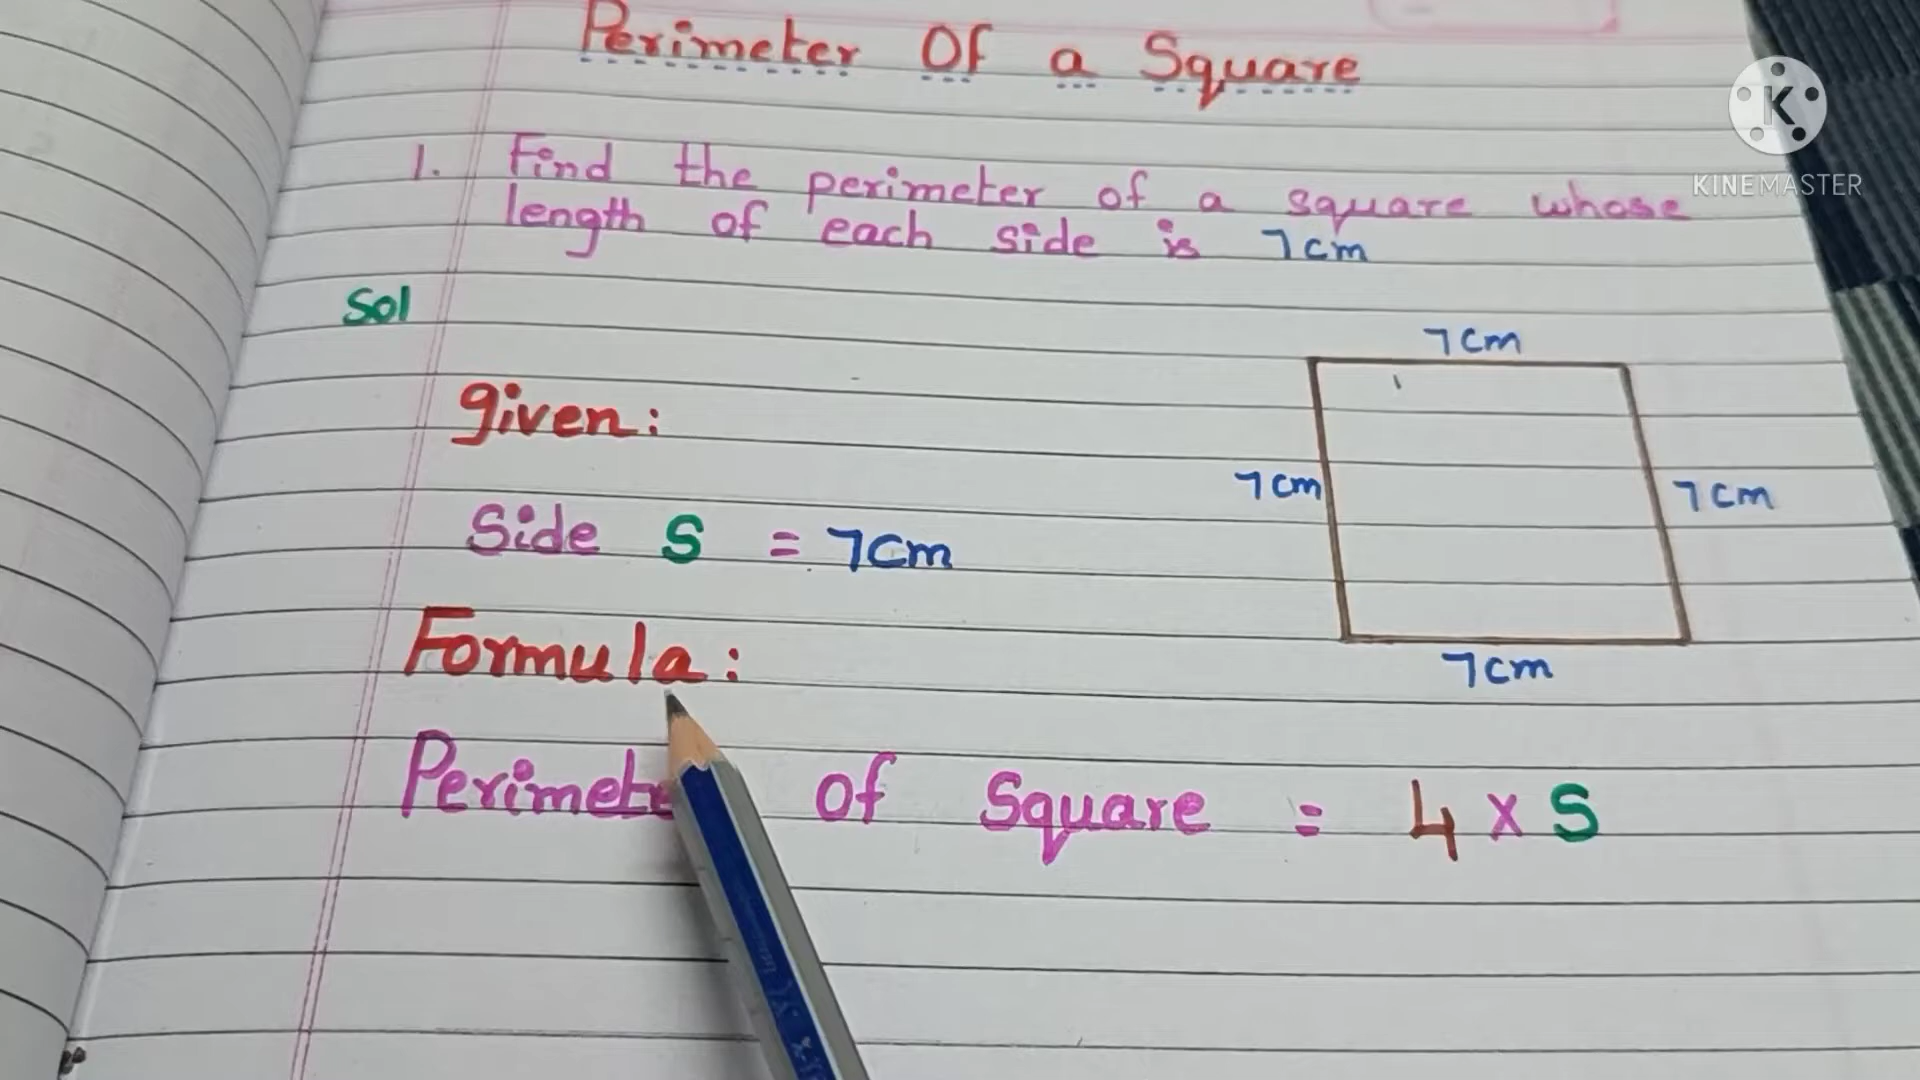 Perimeter Of a Square
1. Find the perimeter of a square whose
length of each side is 7cm
Sol
7cm
given:
7cm
7cm
Side S = 7cm
Formula:
7cm
Perimeter of Square = 4 x S
K
KINEMASTER